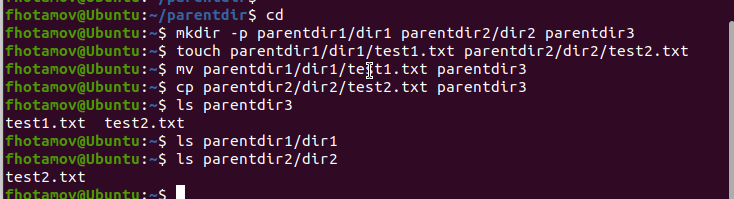 fhotamov@Ubuntu:~/parentdir$
fhotamov@Ubuntu:~/parentdir$ cd
fhotamov@Ubuntu:~$ mkdir -p parentdir1/dir1 parentdir2/dir2 parentdir3
fhotamov@Ubuntu:~$ touch parentdir1/dir1/test1.txt parentdir2/dir2/test2.txt
fhotamov@Ubuntu:~$ mv parentdir1/dir1/test1.txt parentdir3
fhotamov@Ubuntu:~$ cp parentdir2/dir2/test2.txt parentdir3
fhotamov@Ubuntu:~$ ls parentdir3
test1.txt  test2.txt
fhotamov@Ubuntu:~$ ls parentdir1/dir1
fhotamov@Ubuntu:~$ ls parentdir2/dir2
test2.txt
fhotamov@Ubuntu:~$